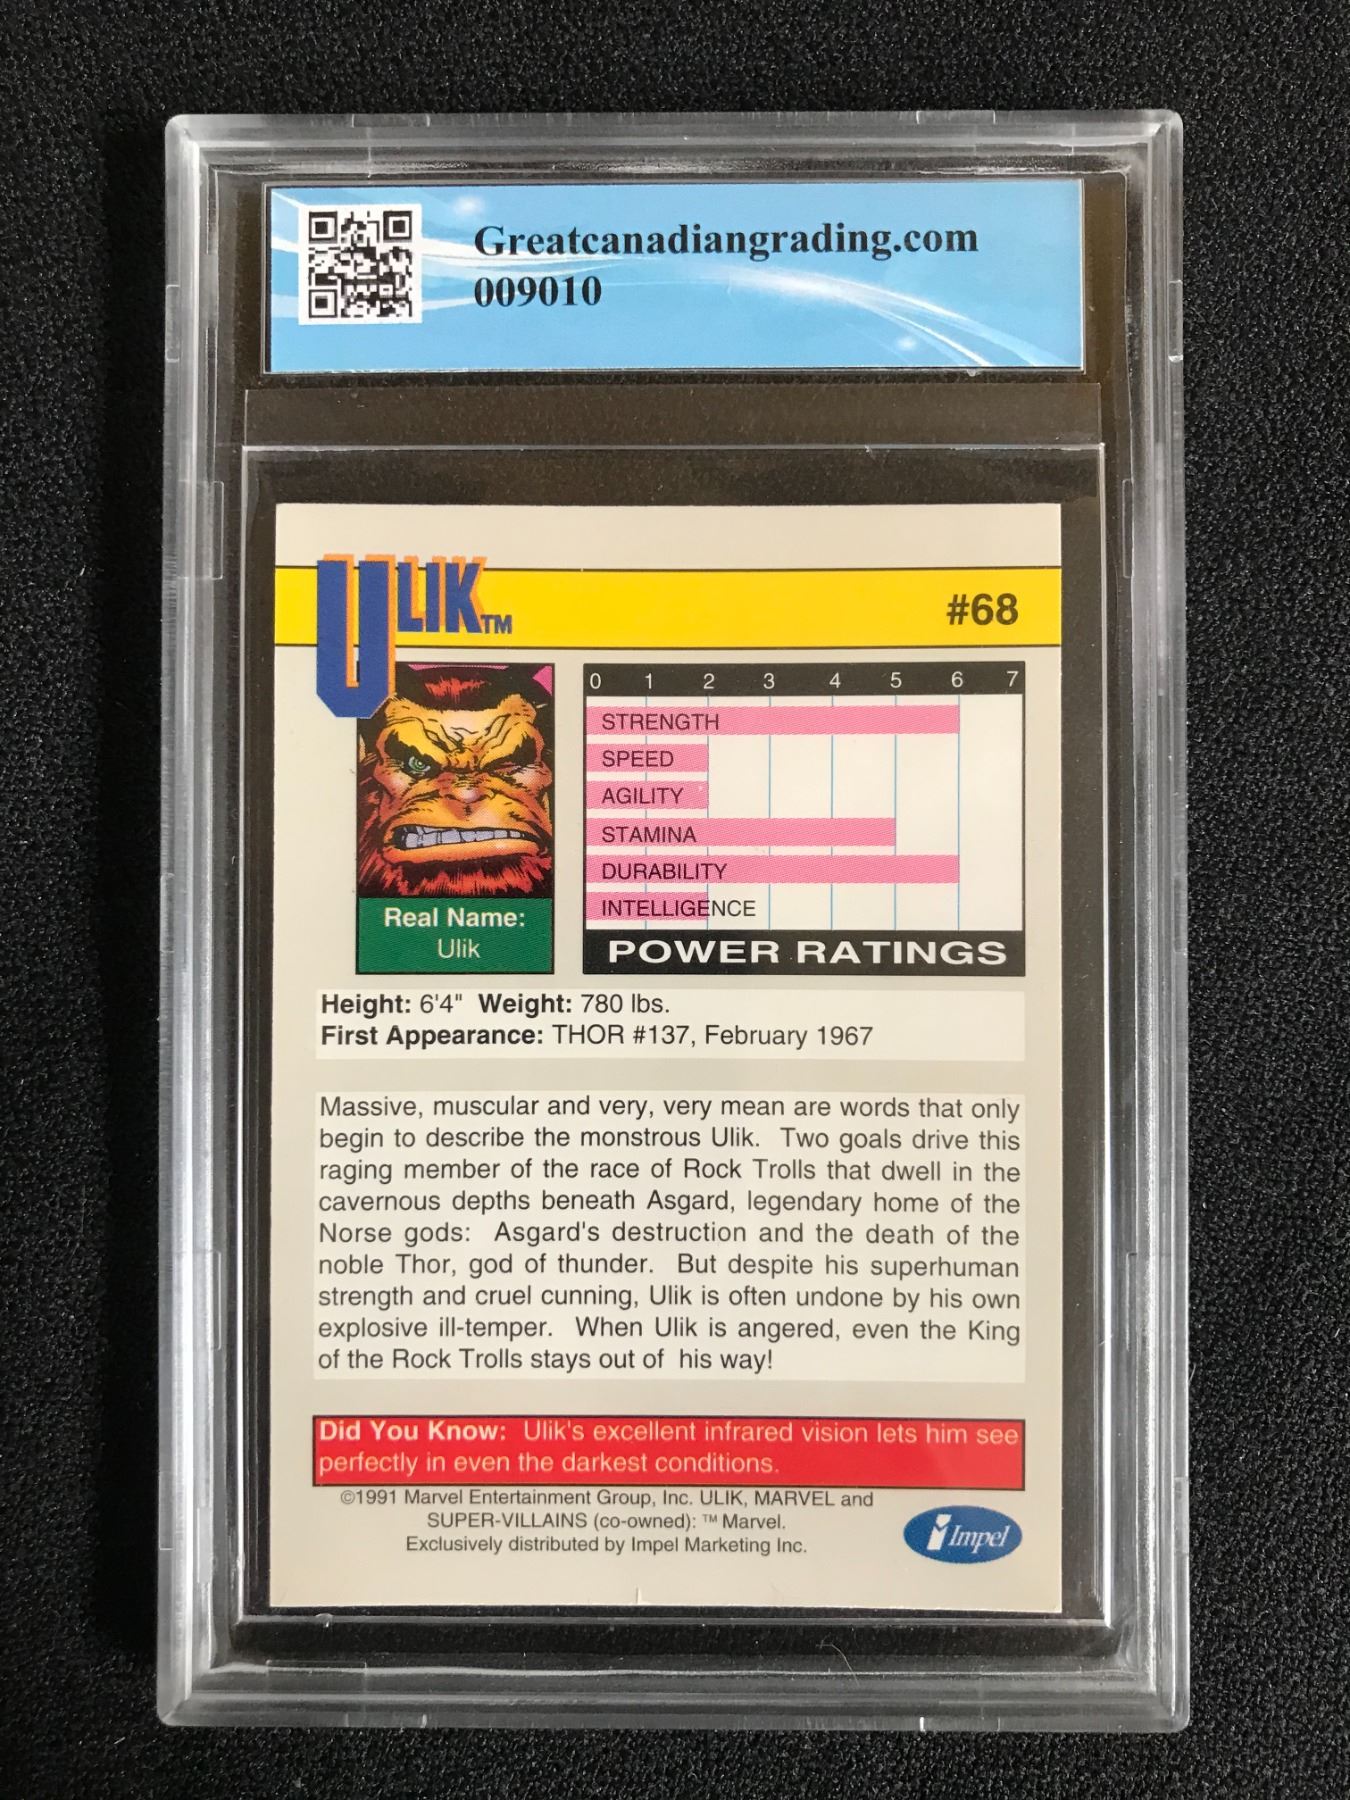 Greatcanadiangrading.com
009010
ULIK™
#68
0 1 2 3 4 5 6 7
STRENGTH
SPEED
AGILITY
STAMINA
DURABILITY
INTELLIGENCE
POWER RATINGS
Real Name:
Ulik
Height: 6'4" Weight: 780 lbs.
First Appearance: THOR #137, February 1967
Massive, muscular and very, very mean are words that only
begin to describe the monstrous Ulik. Two goals drive this
raging member of the race of Rock Trolls that dwell in the
cavernous depths beneath Asgard, legendary home of the
Norse gods: Asgard's destruction and the death of the
noble Thor, god of thunder. But despite his superhuman
strength and cruel cunning, Ulik is often undone by his own
explosive ill-temper. When Ulik is angered, even the King
of the Rock Trolls stays out of his way!
Did You Know: Ulik's excellent infrared vision lets him see
perfectly in even the darkest conditions.
©1991 Marvel Entertainment Group, Inc. ULIK, MARVEL and
SUPER-VILLAINS (co-owned): ™ Marvel.
Exclusively distributed by Impel Marketing Inc.
Impel